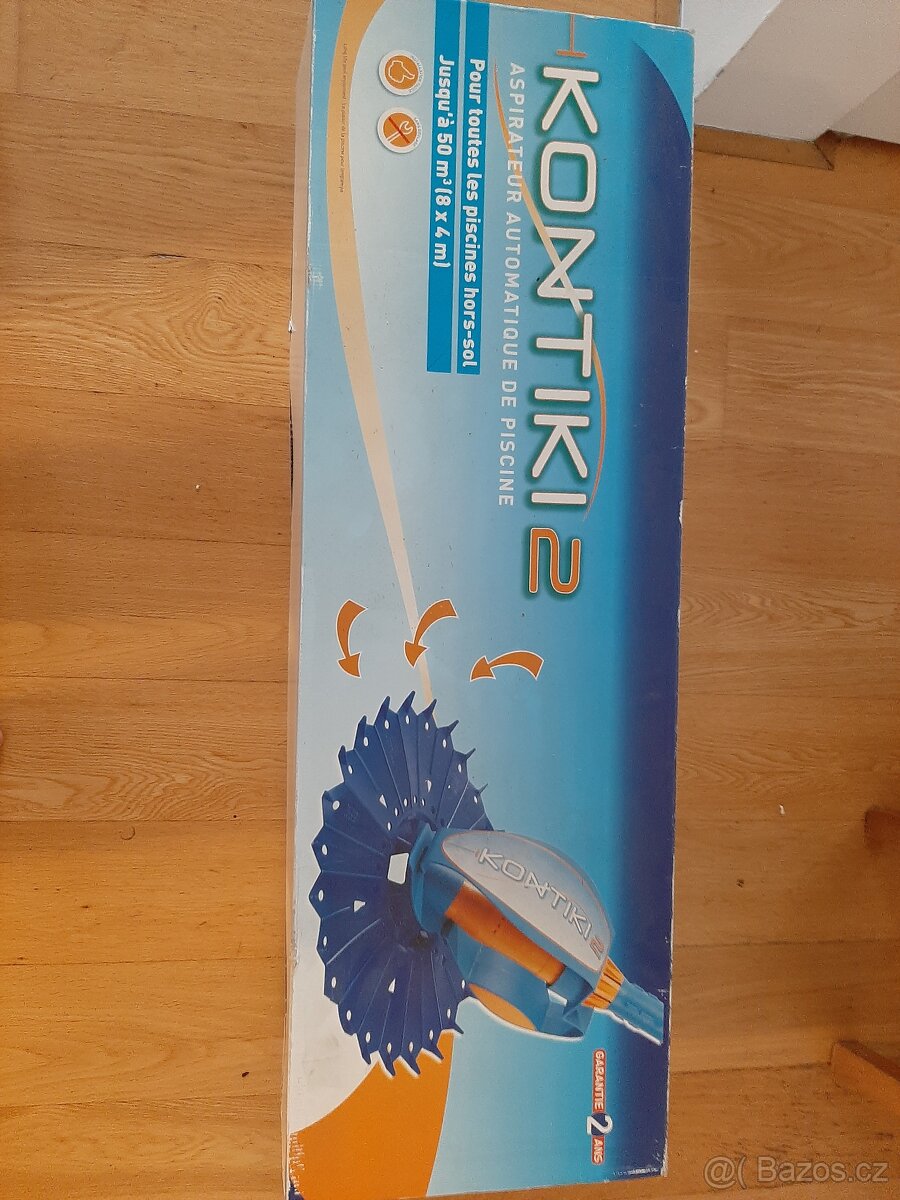 KONTIKI 2
ASPIRATEUR AUTOMATIQUE DE PISCINE
Pour toutes les piscines hors-sol
Jusqu'à 50 m³ (8 x 4 m)
KONTIKI 2
GARANTIE 2 ANS
@( Bazos.cz